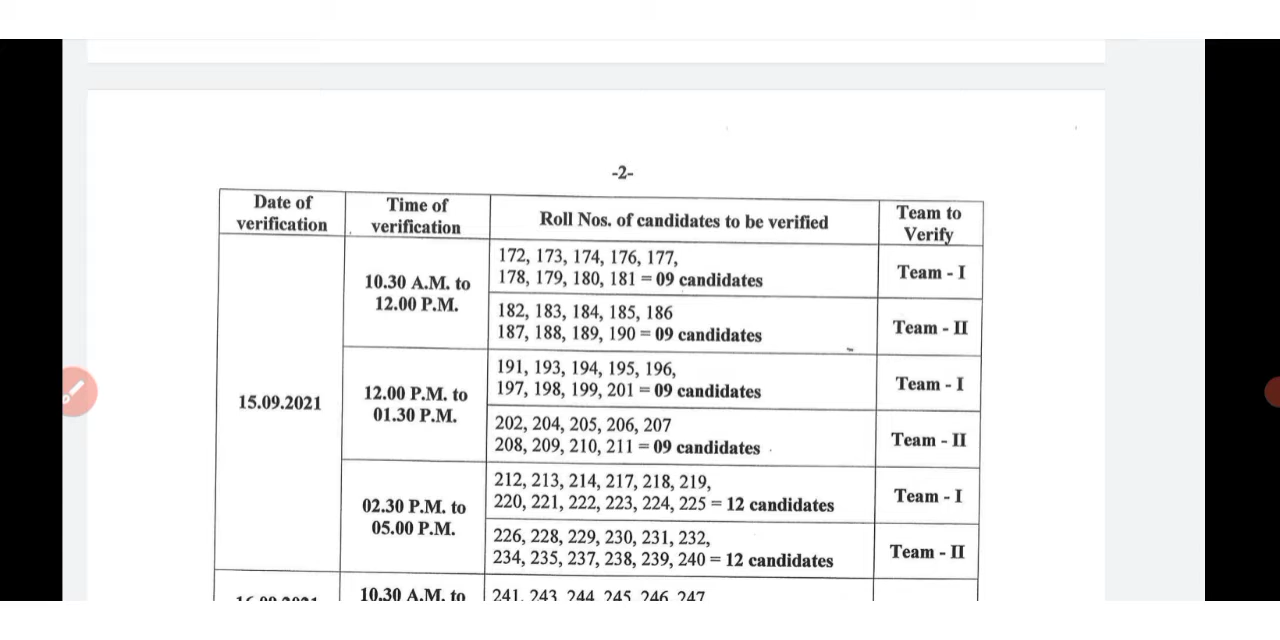 -2-
Date of
verification
Time of
verification
Roll Nos. of candidates to be verified
Team to
Verify
15.09.2021
10.30 A.M. to
12.00 P.M.
172, 173, 174, 176, 177,
178, 179, 180, 181 = 09 candidates
Team - I
182, 183, 184, 185, 186
187, 188, 189, 190 = 09 candidates
Team - II
12.00 P.M. to
01.30 P.M.
191, 193, 194, 195, 196,
197, 198, 199, 201 = 09 candidates
Team - I
202, 204, 205, 206, 207
208, 209, 210, 211 = 09 candidates
Team - II
02.30 P.M. to
05.00 P.M.
212, 213, 214, 217, 218, 219,
220, 221, 222, 223, 224, 225 = 12 candidates
Team - I
226, 228, 229, 230, 231, 232,
234, 235, 237, 238, 239, 240 = 12 candidates
Team - II
10.30 A.M. to
241, 243, 244, 245, 246, 247